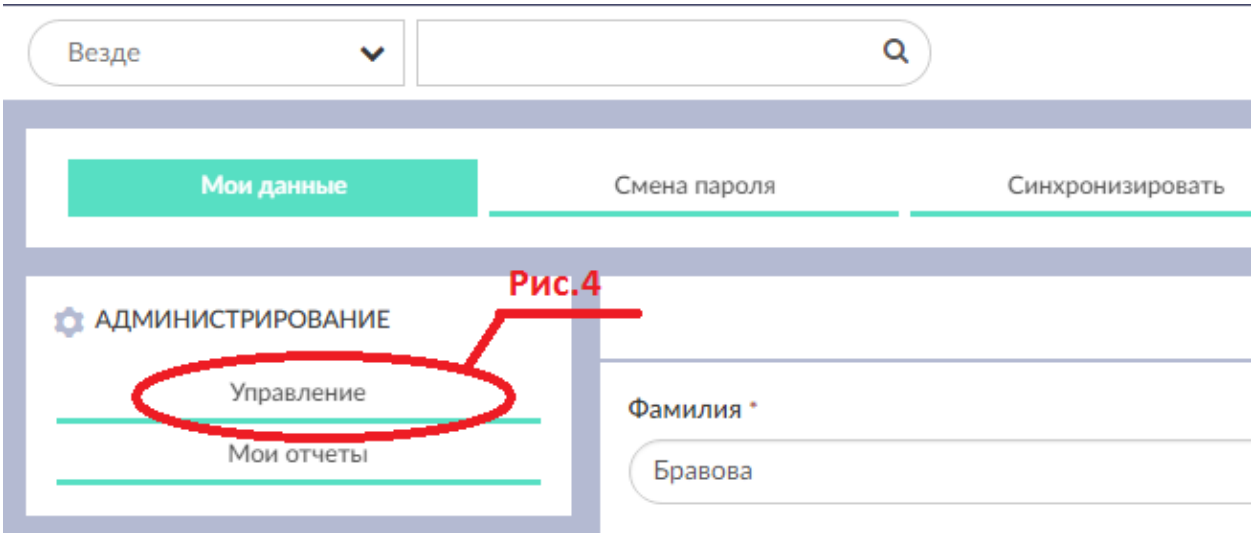 Везде
Мои данные
Смена пароля
Синхронизировать
Рис.4
АДМИНИСТРИРОВАНИЕ
Управление
Мои отчеты
Фамилия *
Бравова